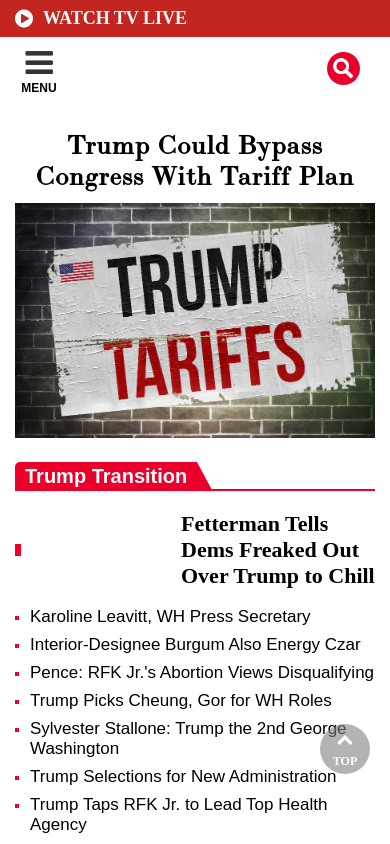 WATCH TV LIVE
MENU
Trump Could Bypass
Congress With Tariff Plan
TRUMP
TARIFFS
Trump Transition
Fetterman Tells
Dems Freaked Out
Over Trump to Chill
Karoline Leavitt, WH Press Secretary
Interior-Designee Burgum Also Energy Czar
Pence: RFK Jr.'s Abortion Views Disqualifying
Trump Picks Cheung, Gor for WH Roles
Sylvester Stallone: Trump the 2nd George
Washington
Trump Selections for New Administration
TOP
Trump Taps RFK Jr. to Lead Top Health
Agency